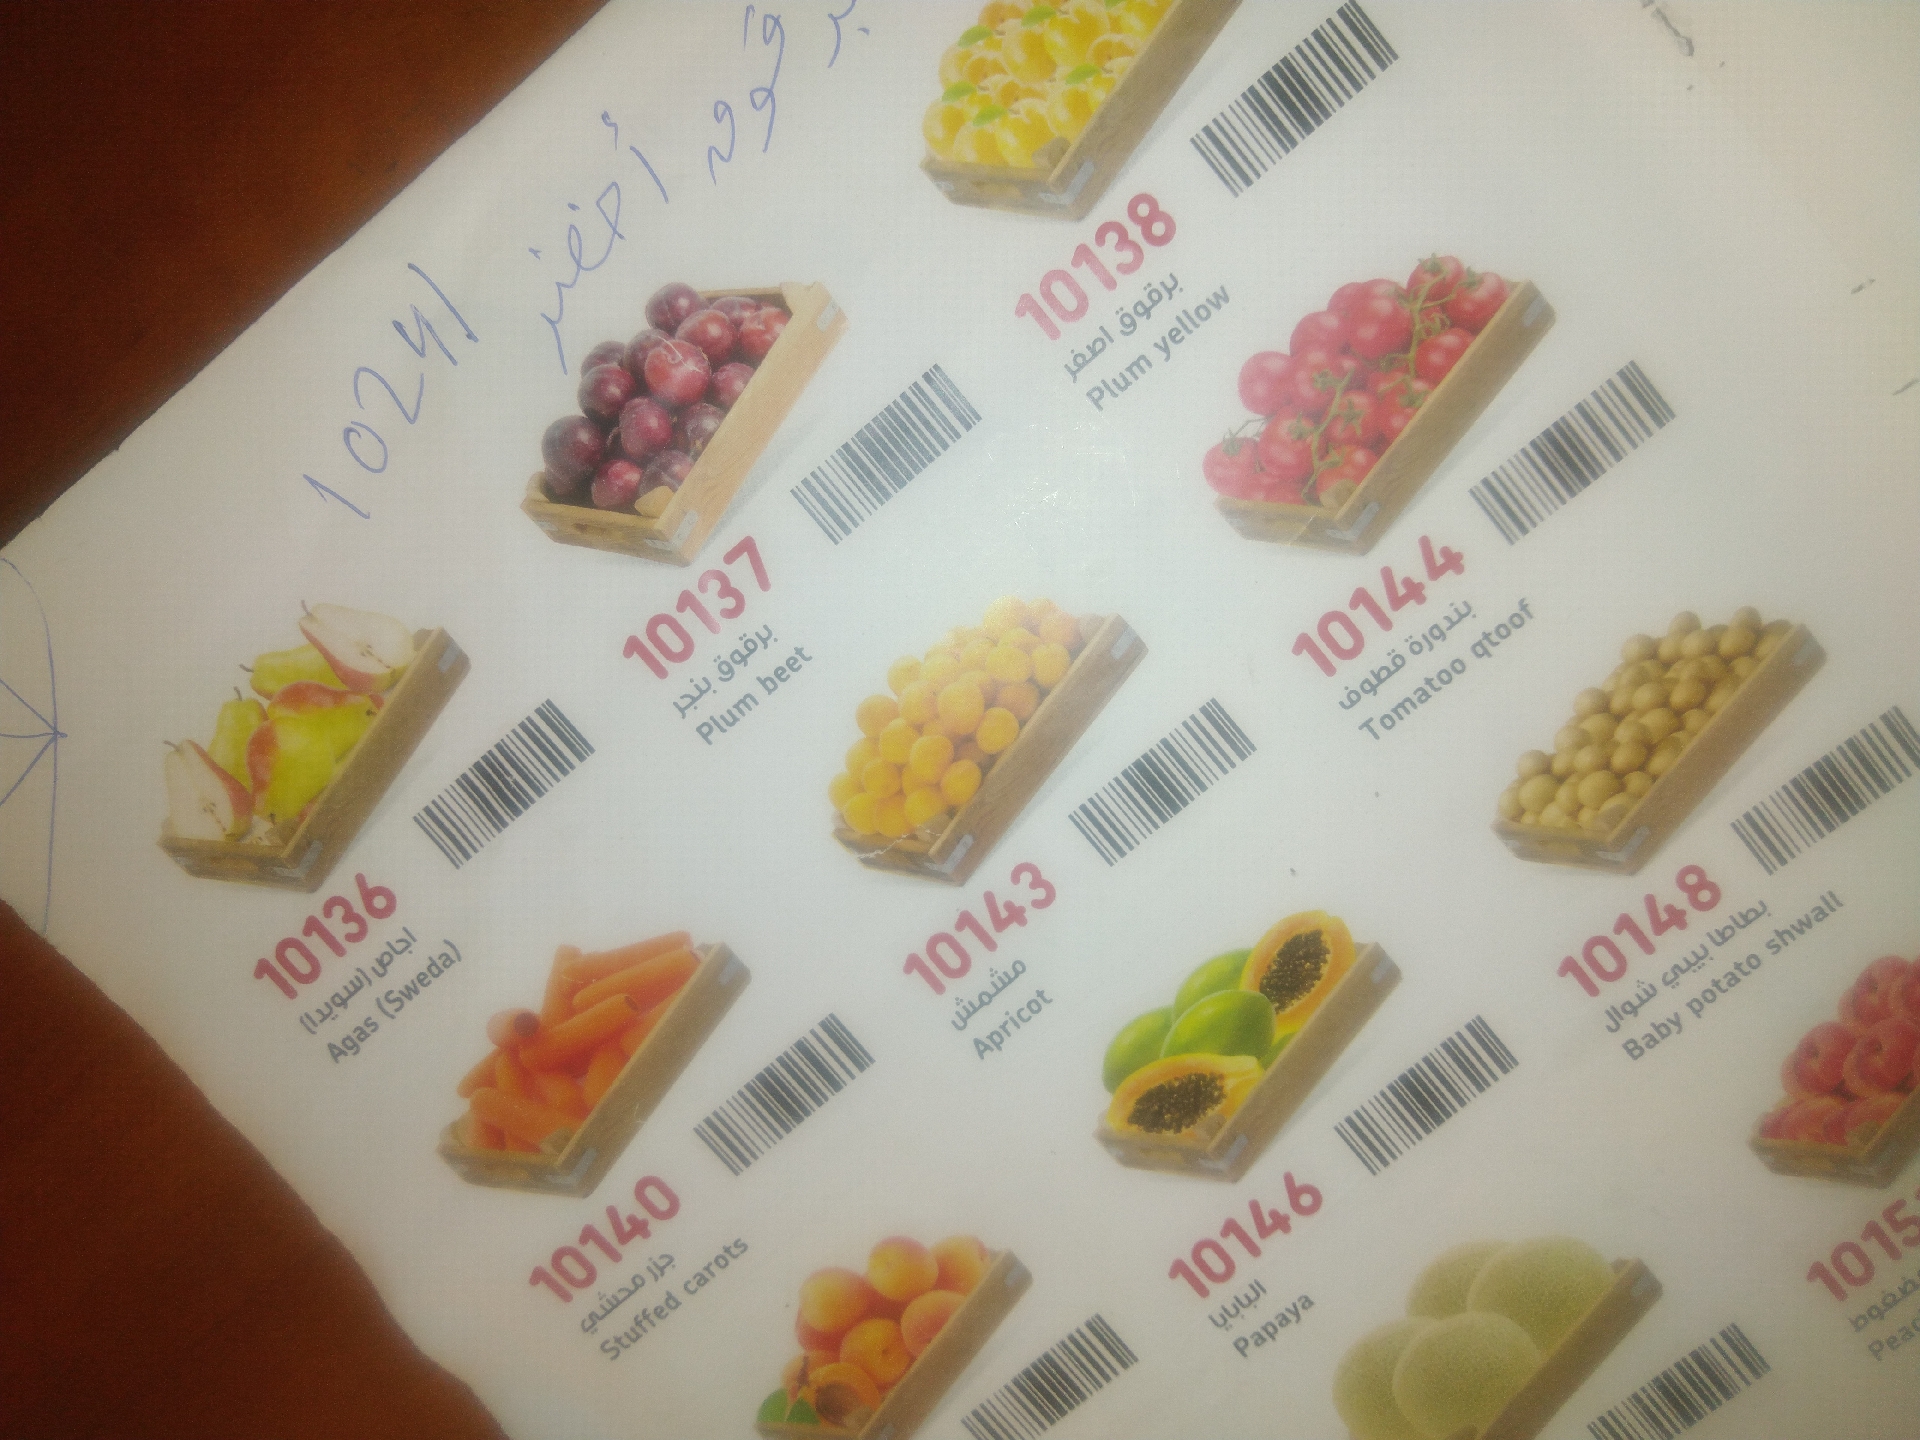 برقوق أخضر
10241
10138
برقوق اصفر
Plum yellow
10137
برقوق بنجر
Plum beet
10144
بندورة قطوف
Tomatoo qtoof
10136
اجاص (سويدا)
Agas (Sweda)
10143
مشمش
Apricot
10148
بطاطا بيبي شوال
Baby potato shwall
10140
جزر محشي
Stuffed carots
10146
البابايا
Papaya